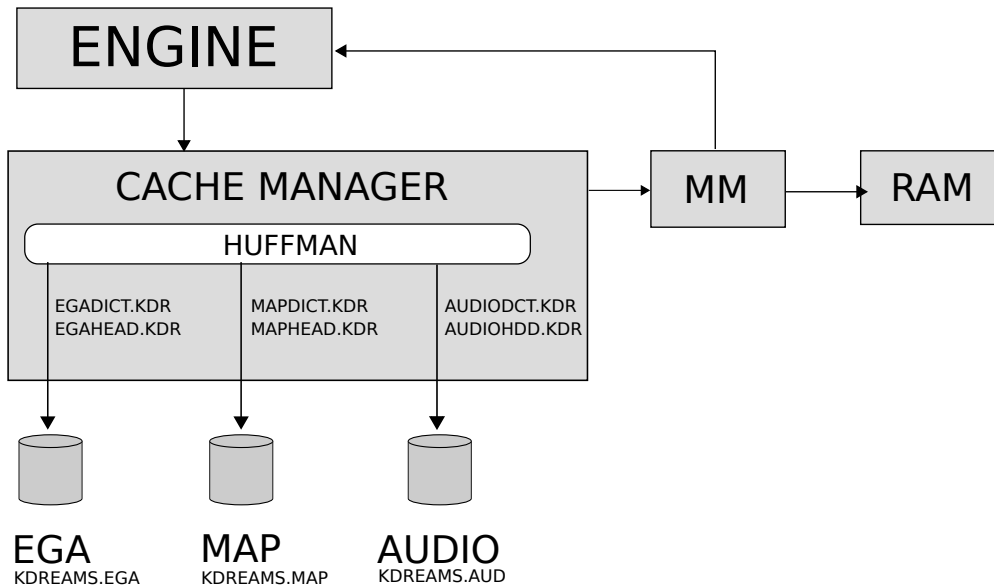 ENGINE
CACHE MANAGER
MM
RAM
HUFFMAN
EGADICT.KDR
EGAHEAD.KDR
MAPDICT.KDR
MAPHEAD.KDR
AUDIODCT.KDR
AUDIOHDD.KDR
EGA
KDREAMS.EGA
MAP
KDREAMS.MAP
AUDIO
KDREAMS.AUD